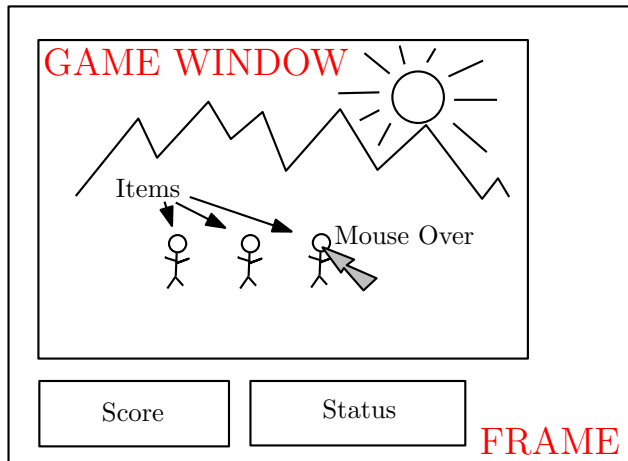 GAME WINDOW
Items
Mouse Over
Score
Status
FRAME